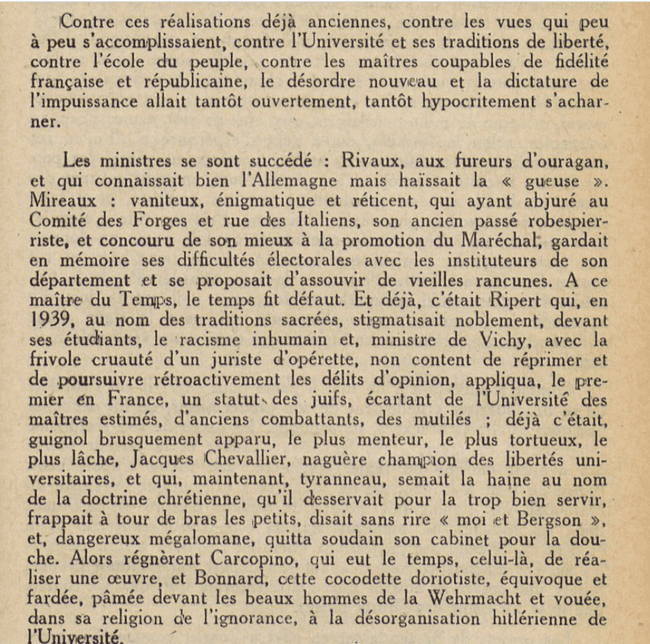 Contre ces réalisations déjà anciennes, contre les vues qui peu
à peu s'accomplissaient, contre l'Université et ses traditions de liberté,
contre l'école du peuple, contre les maîtres coupables de fidélité
française et républicaine, le désordre nouveau et la dictature de
l'impuissance allait tantôt ouvertement, tantôt hypocritement s'achar-
ner.
Les ministres se sont succédé : Rivaux, aux fureurs d'ouragan,
et qui connaissait bien l'Allemagne mais haïssait la « gueuse ».
Mireaux : vaniteux, énigmatique et réticent, qui ayant abjuré au
Comité des Forges et rue des Italiens, son ancien passé robespier-
riste, et concouru de son mieux à la promotion du Maréchal, gardait
en mémoire ses difficultés électorales avec les instituteurs de son
département et se proposait d'assouvir de vieilles rancunes. A ce
maître du Temps, le temps fit défaut. Et déjà, c'était Ripert qui, en
1939, au nom des traditions sacrées, stigmatisait noblement, devant
ses étudiants, le racisme inhumain et, ministre de Vichy, avec la
frivole cruauté d'un juriste d'opérette, non content de réprimer et
de poursuivre rétroactivement les délits d'opinion, appliqua, le pre-
mier en France, un statut des juifs, écartant de l'Université des
maîtres estimés, d'anciens combattants, des mutilés ; déjà c'était,
guignol brusquement apparu, le plus menteur, le plus tortueux, le
plus lâche, Jacques Chevallier, naguère champion des libertés uni-
versitaires, et qui, maintenant, tyranneau, semait la haine au nom
de la doctrine chrétienne, qu'il desservait pour la trop bien servir,
frappait à tour de bras les petits, disait sans rire « moi et Bergson »,
et, dangereux mégalomane, quitta soudain son cabinet pour la dou-
che. Alors régnèrent Carcopino, qui eut le temps, celui-là, de réa-
liser une œuvre, et Bonnard, cette cocodette doriotiste, équivoque et
fardée, pâmée devant les beaux hommes de la Wehrmacht et vouée,
dans sa religion de l'ignorance, à la désorganisation hitlérienne de
l'Université.